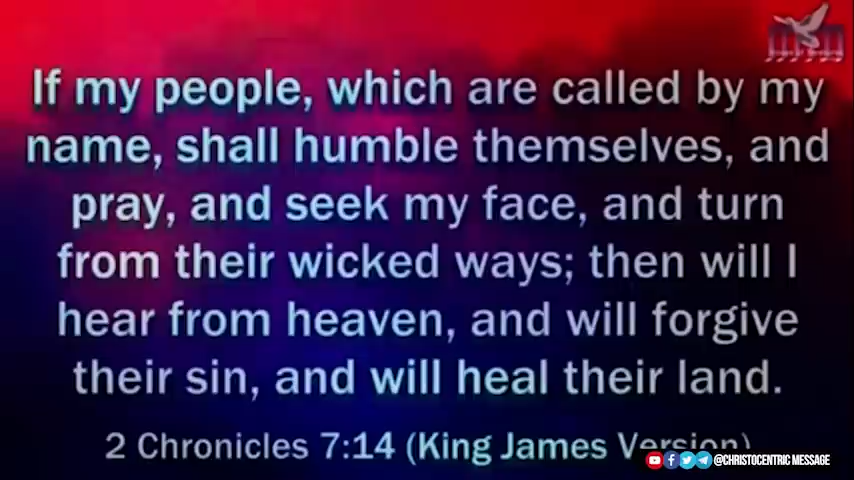 If my people, which are called by my
name, shall humble themselves, and
pray, and seek my face, and turn
from their wicked ways; then will I
hear from heaven, and will forgive
their sin, and will heal their land.
2 Chronicles 7:14 (King James Version)
@CHRISTOCENTRIC MESSAGE